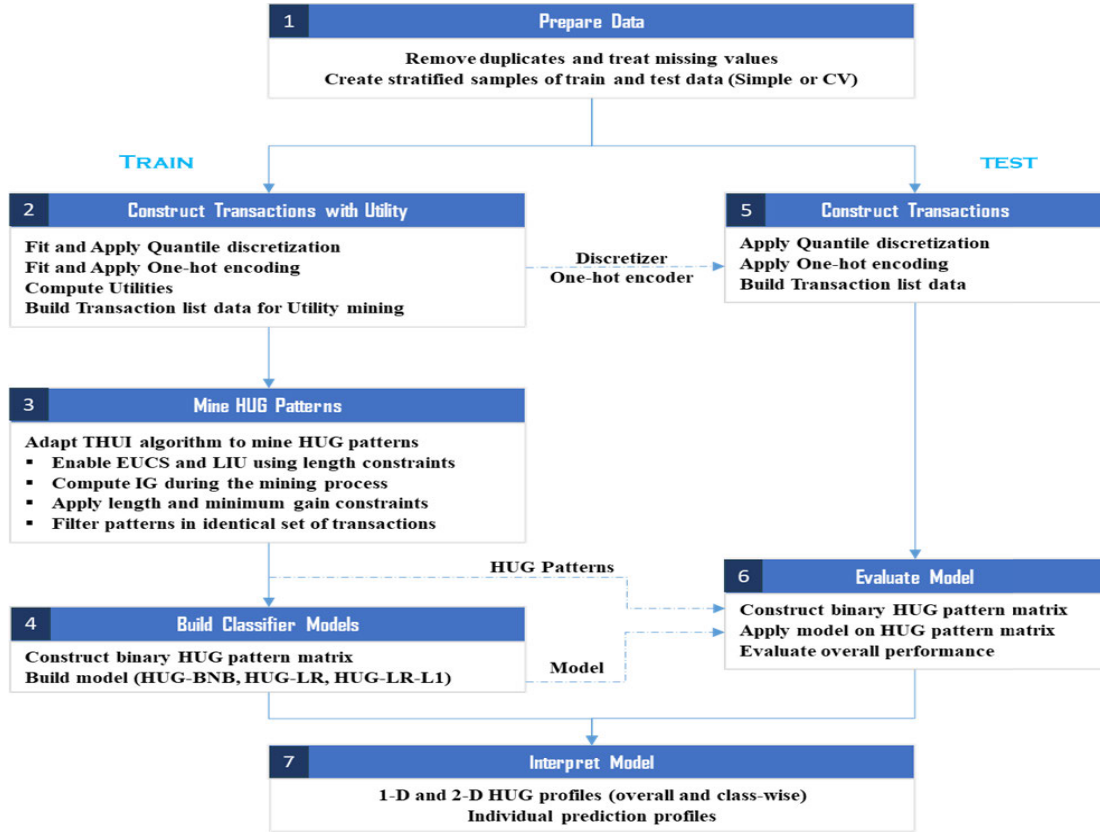 1
Prepare Data
Remove duplicates and treat missing values
Create stratified samples of train and test data (Simple or CV)
TRAIN
TEST
2
Construct Transactions with Utility
Fit and Apply Quantile discretization
Fit and Apply One-hot encoding
Compute Utilities
Build Transaction list data for Utility mining
Discretizer
One-hot encoder
5
Construct Transactions
Apply Quantile discretization
Apply One-hot encoding
Build Transaction list data
3
Mine HUG Patterns
Adapt THUI algorithm to mine HUG patterns
▪ Enable EUCS and LIU using length constraints
▪ Compute IG during the mining process
▪ Apply length and minimum gain constraints
▪ Filter patterns in identical set of transactions
HUG Patterns
4
Build Classifier Models
Construct binary HUG pattern matrix
Build model (HUG-BNB, HUG-LR, HUG-LR-L1)
Model
6
Evaluate Model
Construct binary HUG pattern matrix
Apply model on HUG pattern matrix
Evaluate overall performance
7
Interpret Model
1-D and 2-D HUG profiles (overall and class-wise)
Individual prediction profiles